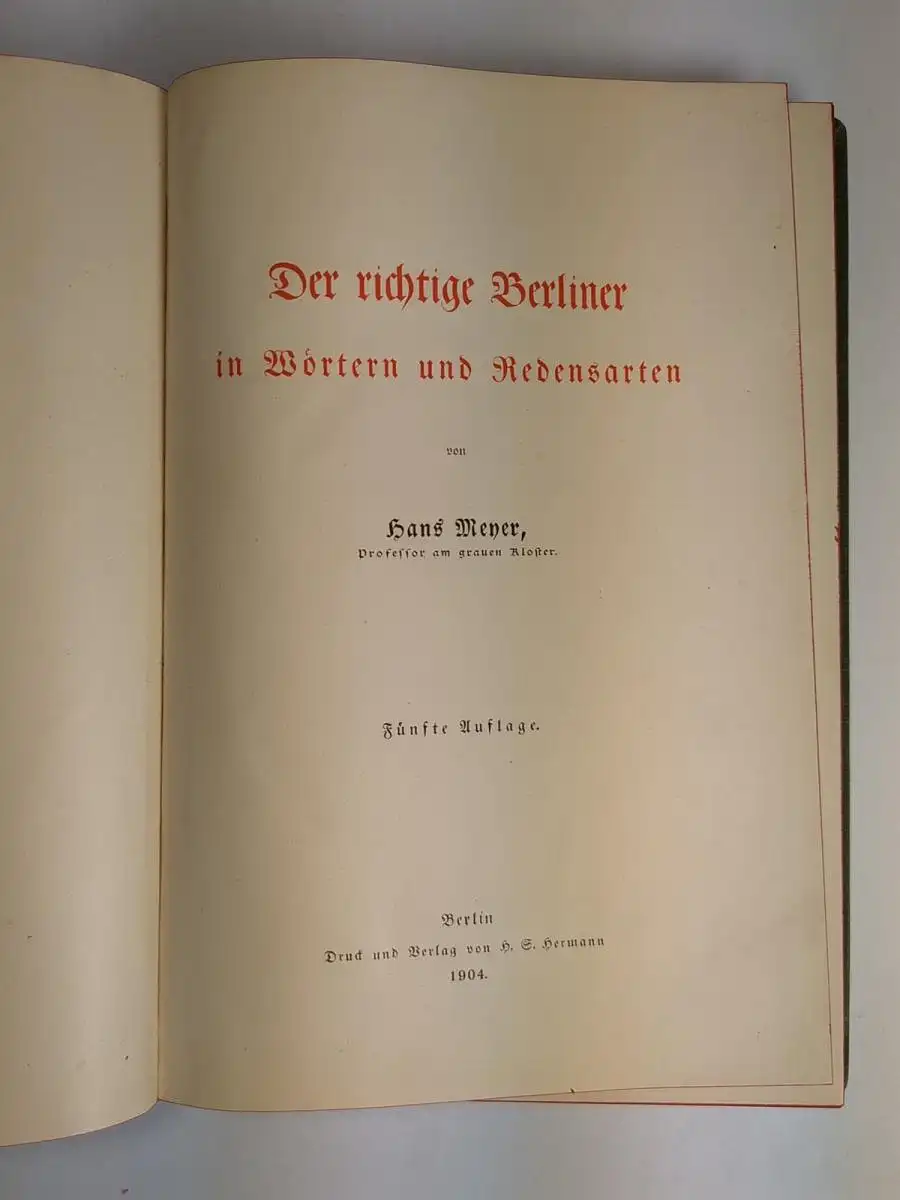 Der richtige Berliner
in Wörtern und Redensarten
von
Hans Meyer,
Professor am grauen Kloster.
Fünfte Auflage.
Berlin
Druck und Verlag von H. S. Hermann
1904.